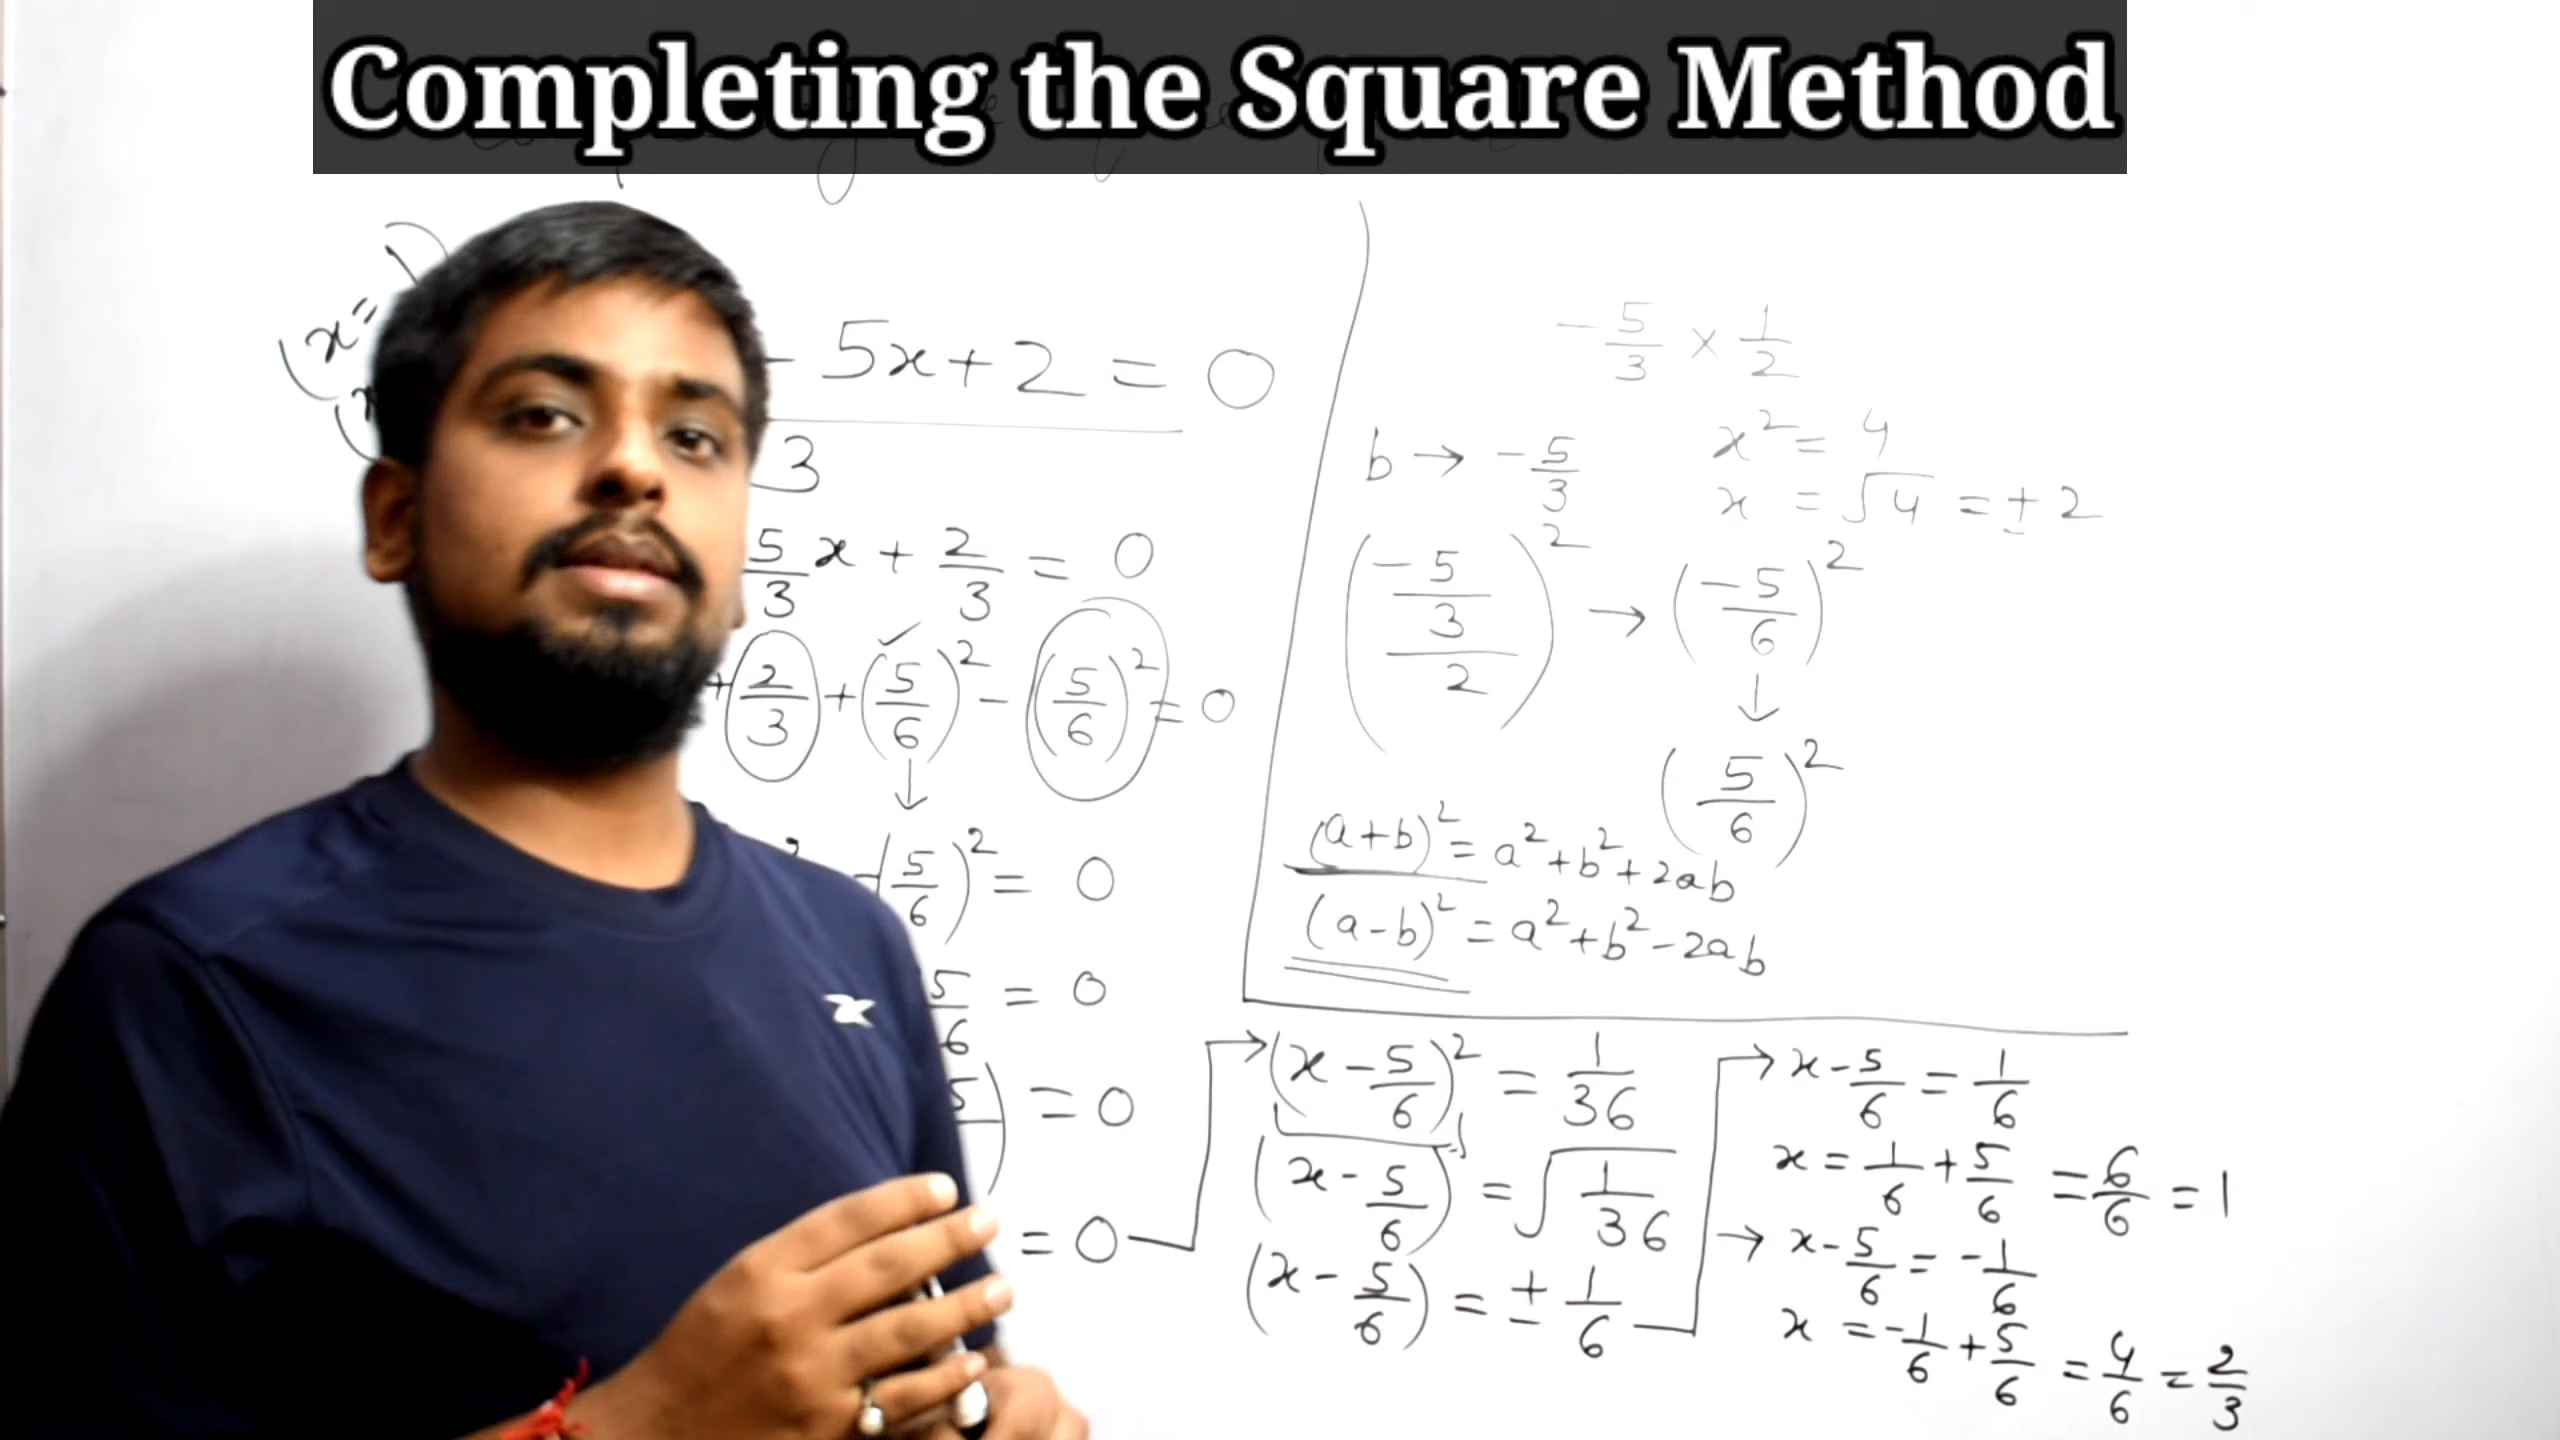 Completing the Square Method
x =
- 5x + 2 = 0
3
5/3 x + 2/3 = 0
+ 2/3 + (5/6)² - (5/6)² = 0
- (5/6)² = 0
5/6 = 0
5 ) = 0
= 0
- 5/3 × 1/2
x² = 4
b → - 5/3
x = √4 = ± 2
(-5/3/2)² → (-5/6)²
↓
(5/6)²
(a+b)² = a² + b² + 2ab
(a-b)² = a² + b² - 2ab
→ (x - 5/6)² = 1/36
(x - 5/6) = √1/36
(x - 5/6) = ± 1/6
→ x - 5/6 = 1/6
x = 1/6 + 5/6 = 6/6 = 1
→ x - 5/6 = -1/6
x = -1/6 + 5/6 = 4/6 = 2/3